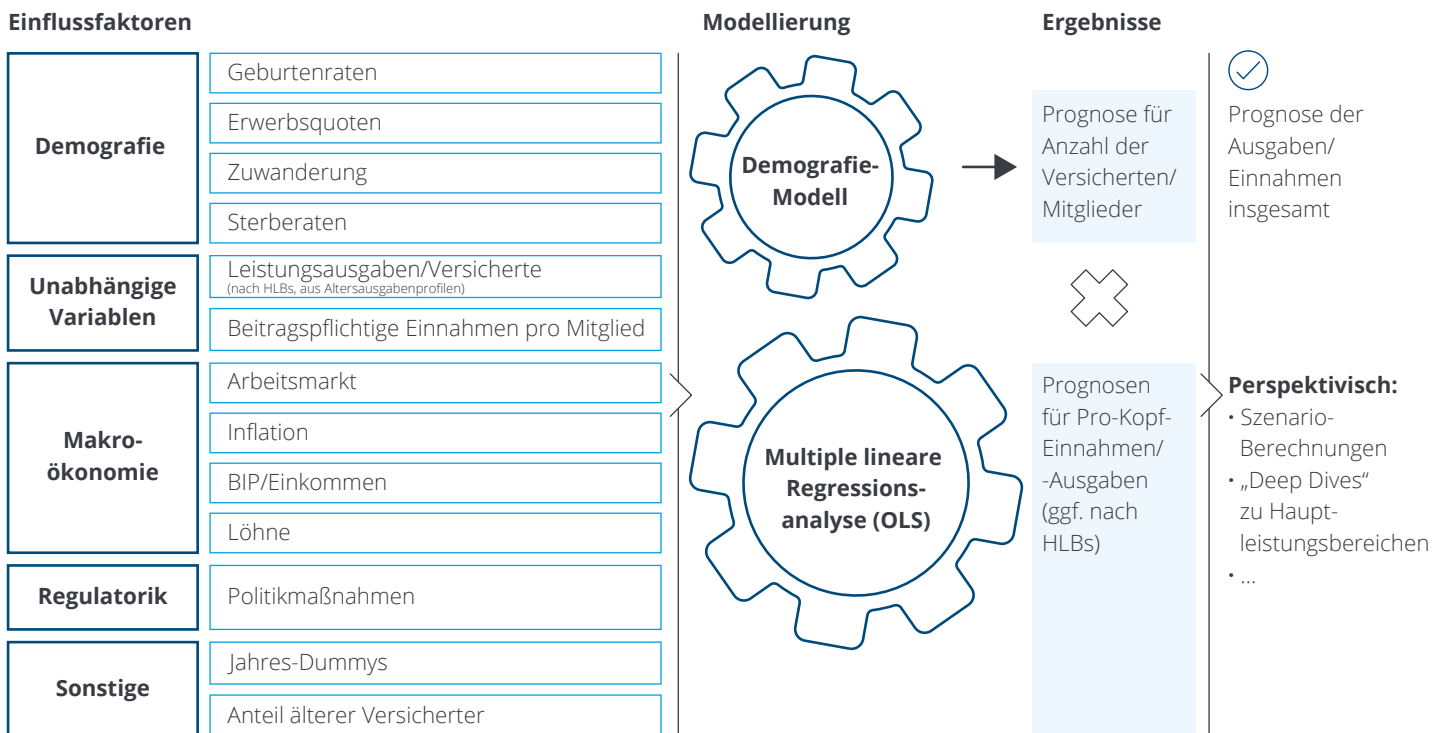 Einflussfaktoren
Modellierung
Ergebnisse
Demografie
Geburtenraten
Erwerbsquoten
Zuwanderung
Sterberaten
Unabhängige
Variablen
Leistungsausgaben/Versicherte
(nach HLBs, aus Altersausgabenprofilen)
Beitragspflichtige Einnahmen pro Mitglied
Makro-
ökonomie
Arbeitsmarkt
Inflation
BIP/Einkommen
Löhne
Regulatorik
Politikmaßnahmen
Sonstige
Jahres-Dummys
Anteil älterer Versicherter
Demografie-
Modell
Multiple lineare
Regressions-
analyse (OLS)
Prognose für
Anzahl der
Versicherten/
Mitglieder
Prognosen
für Pro-Kopf-
Einnahmen/
-Ausgaben
(ggf. nach
HLBs)
Prognose der
Ausgaben/
Einnahmen
insgesamt
Perspektivisch:
• Szenario-
Berechnungen
• „Deep Dives“
zu Haupt-
leistungsbereichen
• ...